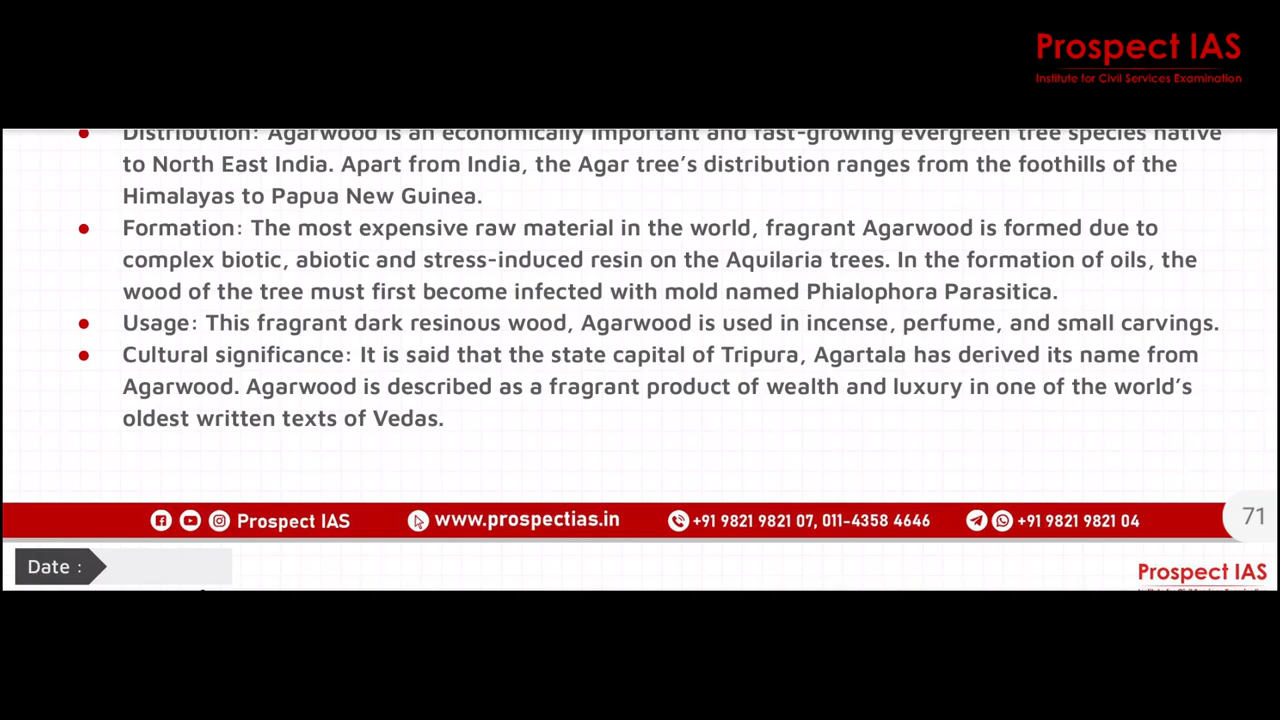 Prospect IAS
Institute for Civil Services Examination
● Distribution: Agarwood is an economically important and fast-growing evergreen tree species native
to North East India. Apart from India, the Agar tree’s distribution ranges from the foothills of the
Himalayas to Papua New Guinea.
● Formation: The most expensive raw material in the world, fragrant Agarwood is formed due to
complex biotic, abiotic and stress-induced resin on the Aquilaria trees. In the formation of oils, the
wood of the tree must first become infected with mold named Phialophora Parasitica.
● Usage: This fragrant dark resinous wood, Agarwood is used in incense, perfume, and small carvings.
● Cultural significance: It is said that the state capital of Tripura, Agartala has derived its name from
Agarwood. Agarwood is described as a fragrant product of wealth and luxury in one of the world’s
oldest written texts of Vedas.
Prospect IAS www.prospectias.in +91 9821 9821 07, 011-4358 4646 +91 9821 9821 04 71
Date :
Prospect IAS